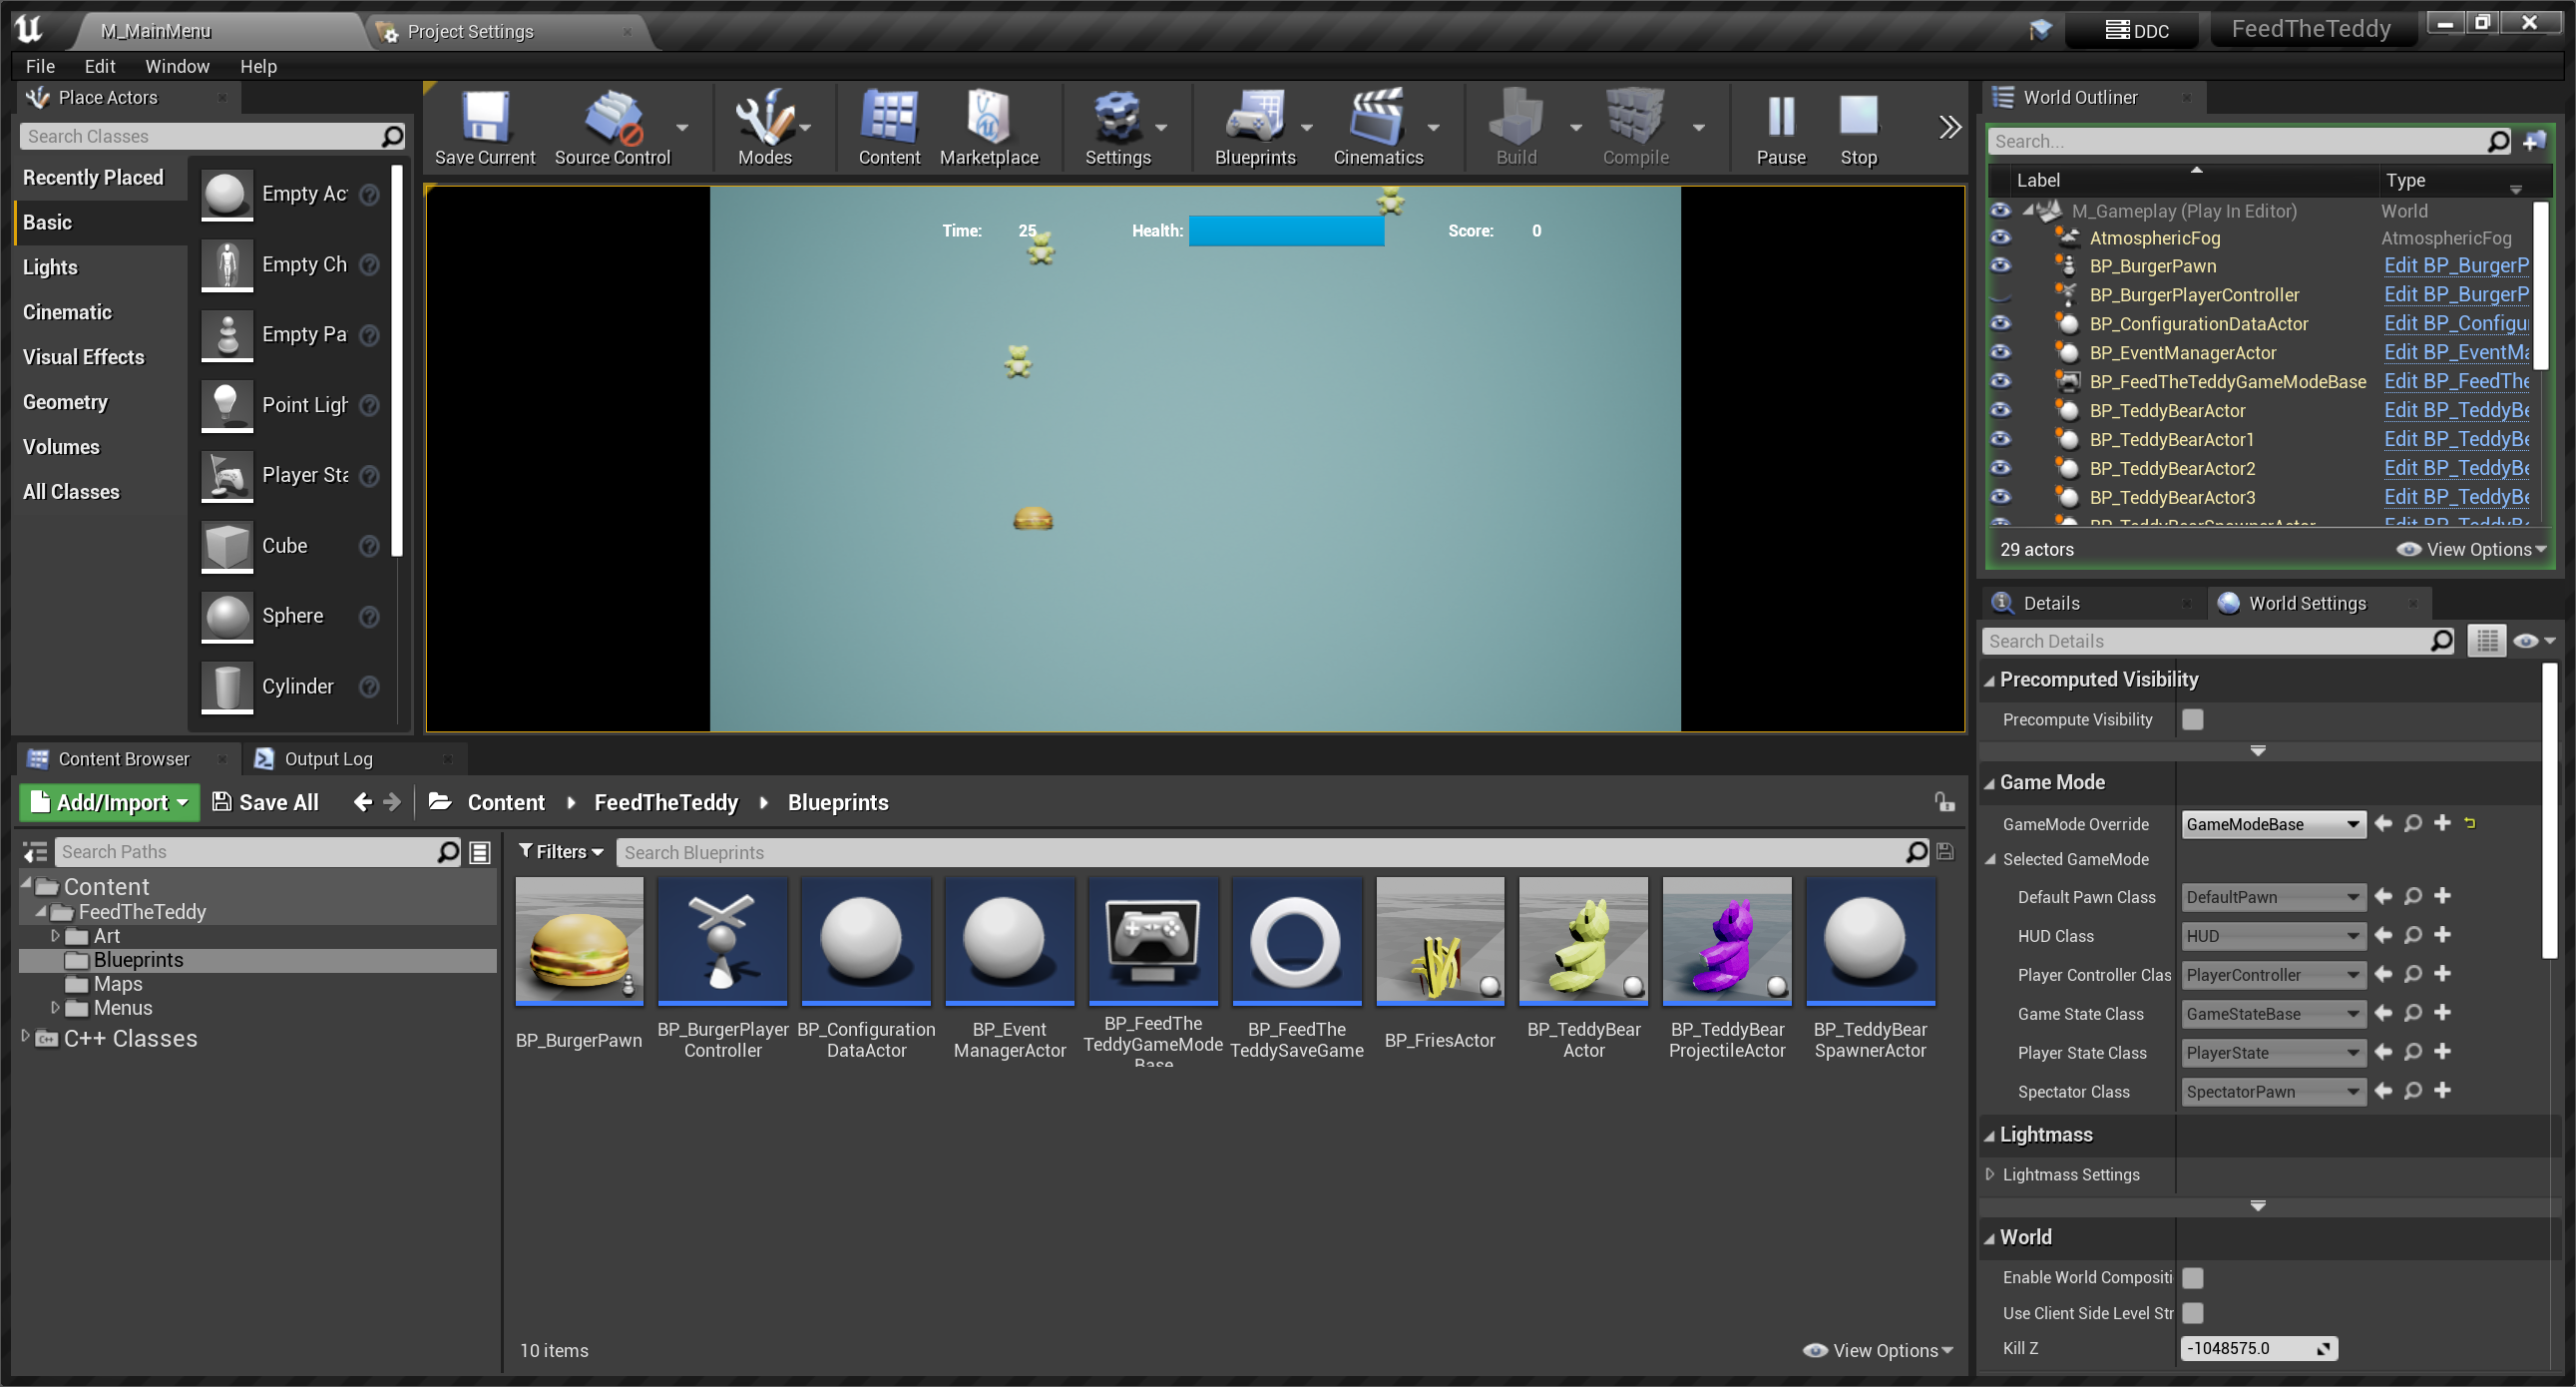 M_MainMenu
Project Settings
DDC
FeedTheTeddy
File Edit Window Help
Place Actors
Search Classes
Recently Placed
Basic
Lights
Cinematic
Visual Effects
Geometry
Volumes
All Classes
Empty Ac
Empty Ch
Empty Pa
Point Ligh
Player Sta
Cube
Sphere
Cylinder
Save Current
Source Control
Modes
Content
Marketplace
Settings
Blueprints
Cinematics
Build
Compile
Pause
Stop
Time: 25 Health: Score: 0
World Outliner
Search...
Label Type
M_Gameplay (Play In Editor) World
AtmosphericFog AtmosphericFog
BP_BurgerPawn Edit BP_BurgerP
BP_BurgerPlayerController Edit BP_BurgerP
BP_ConfigurationDataActor Edit BP_Configu
BP_EventManagerActor Edit BP_EventMa
BP_FeedTheTeddyGameModeBase Edit BP_FeedThe
BP_TeddyBearActor Edit BP_TeddyBe
BP_TeddyBearActor1 Edit BP_TeddyBe
BP_TeddyBearActor2 Edit BP_TeddyBe
BP_TeddyBearActor3 Edit BP_TeddyBe
BP_TeddyBearSpawnerActor Edit BP_TeddyBe
29 actors View Options
Details
World Settings
Search Details
Precomputed Visibility
Precompute Visibility
Game Mode
GameMode Override GameModeBase
Selected GameMode
Default Pawn Class DefaultPawn
HUD Class HUD
Player Controller Clas PlayerController
Game State Class GameStateBase
Player State Class PlayerState
Spectator Class SpectatorPawn
Lightmass
Lightmass Settings
World
Enable World Compositi
Use Client Side Level Str
Kill Z -1048575.0
Content Browser
Output Log
Add/Import Save All Content FeedTheTeddy Blueprints
Search Paths
Content
FeedTheTeddy
Art
Blueprints
Maps
Menus
C++ Classes
Filters Search Blueprints
BP_BurgerPawn
BP_BurgerPlayer
Controller
BP_Configuration
DataActor
BP_Event
ManagerActor
BP_FeedThe
TeddyGameMode
Base
BP_FeedThe
TeddySaveGame
BP_FriesActor
BP_TeddyBear
Actor
BP_TeddyBear
ProjectileActor
BP_TeddyBear
SpawnerActor
10 items View Options